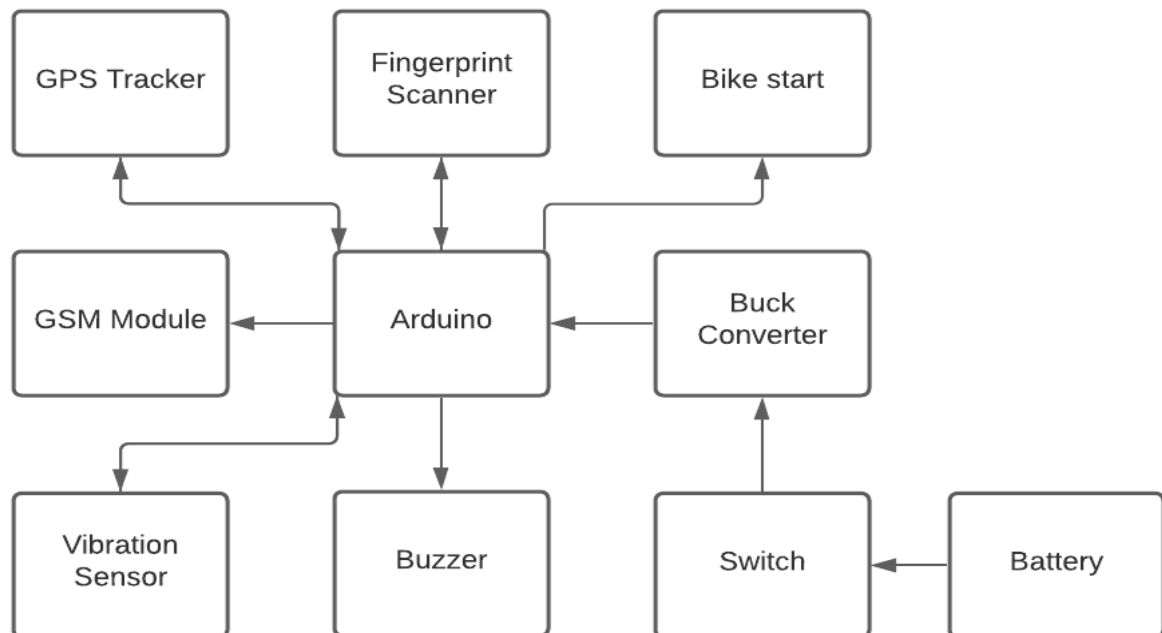 GPS Tracker
Fingerprint
Scanner
Bike start
GSM Module
Arduino
Buck
Converter
Vibration
Sensor
Buzzer
Switch
Battery